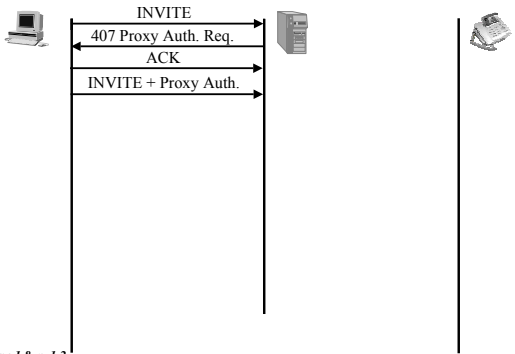 INVITE
407 Proxy Auth. Req.
ACK
INVITE + Proxy Auth.